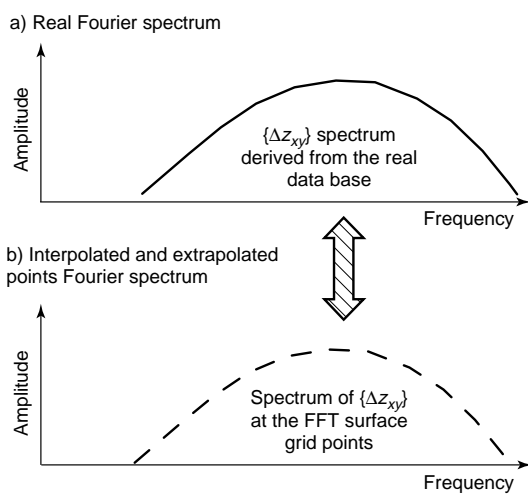 a) Real Fourier spectrum
Amplitude
{Δz_xy} spectrum
derived from the real
data base
Frequency
b) Interpolated and extrapolated
points Fourier spectrum
Amplitude
Spectrum of {Δz_xy}
at the FFT surface
grid points
Frequency